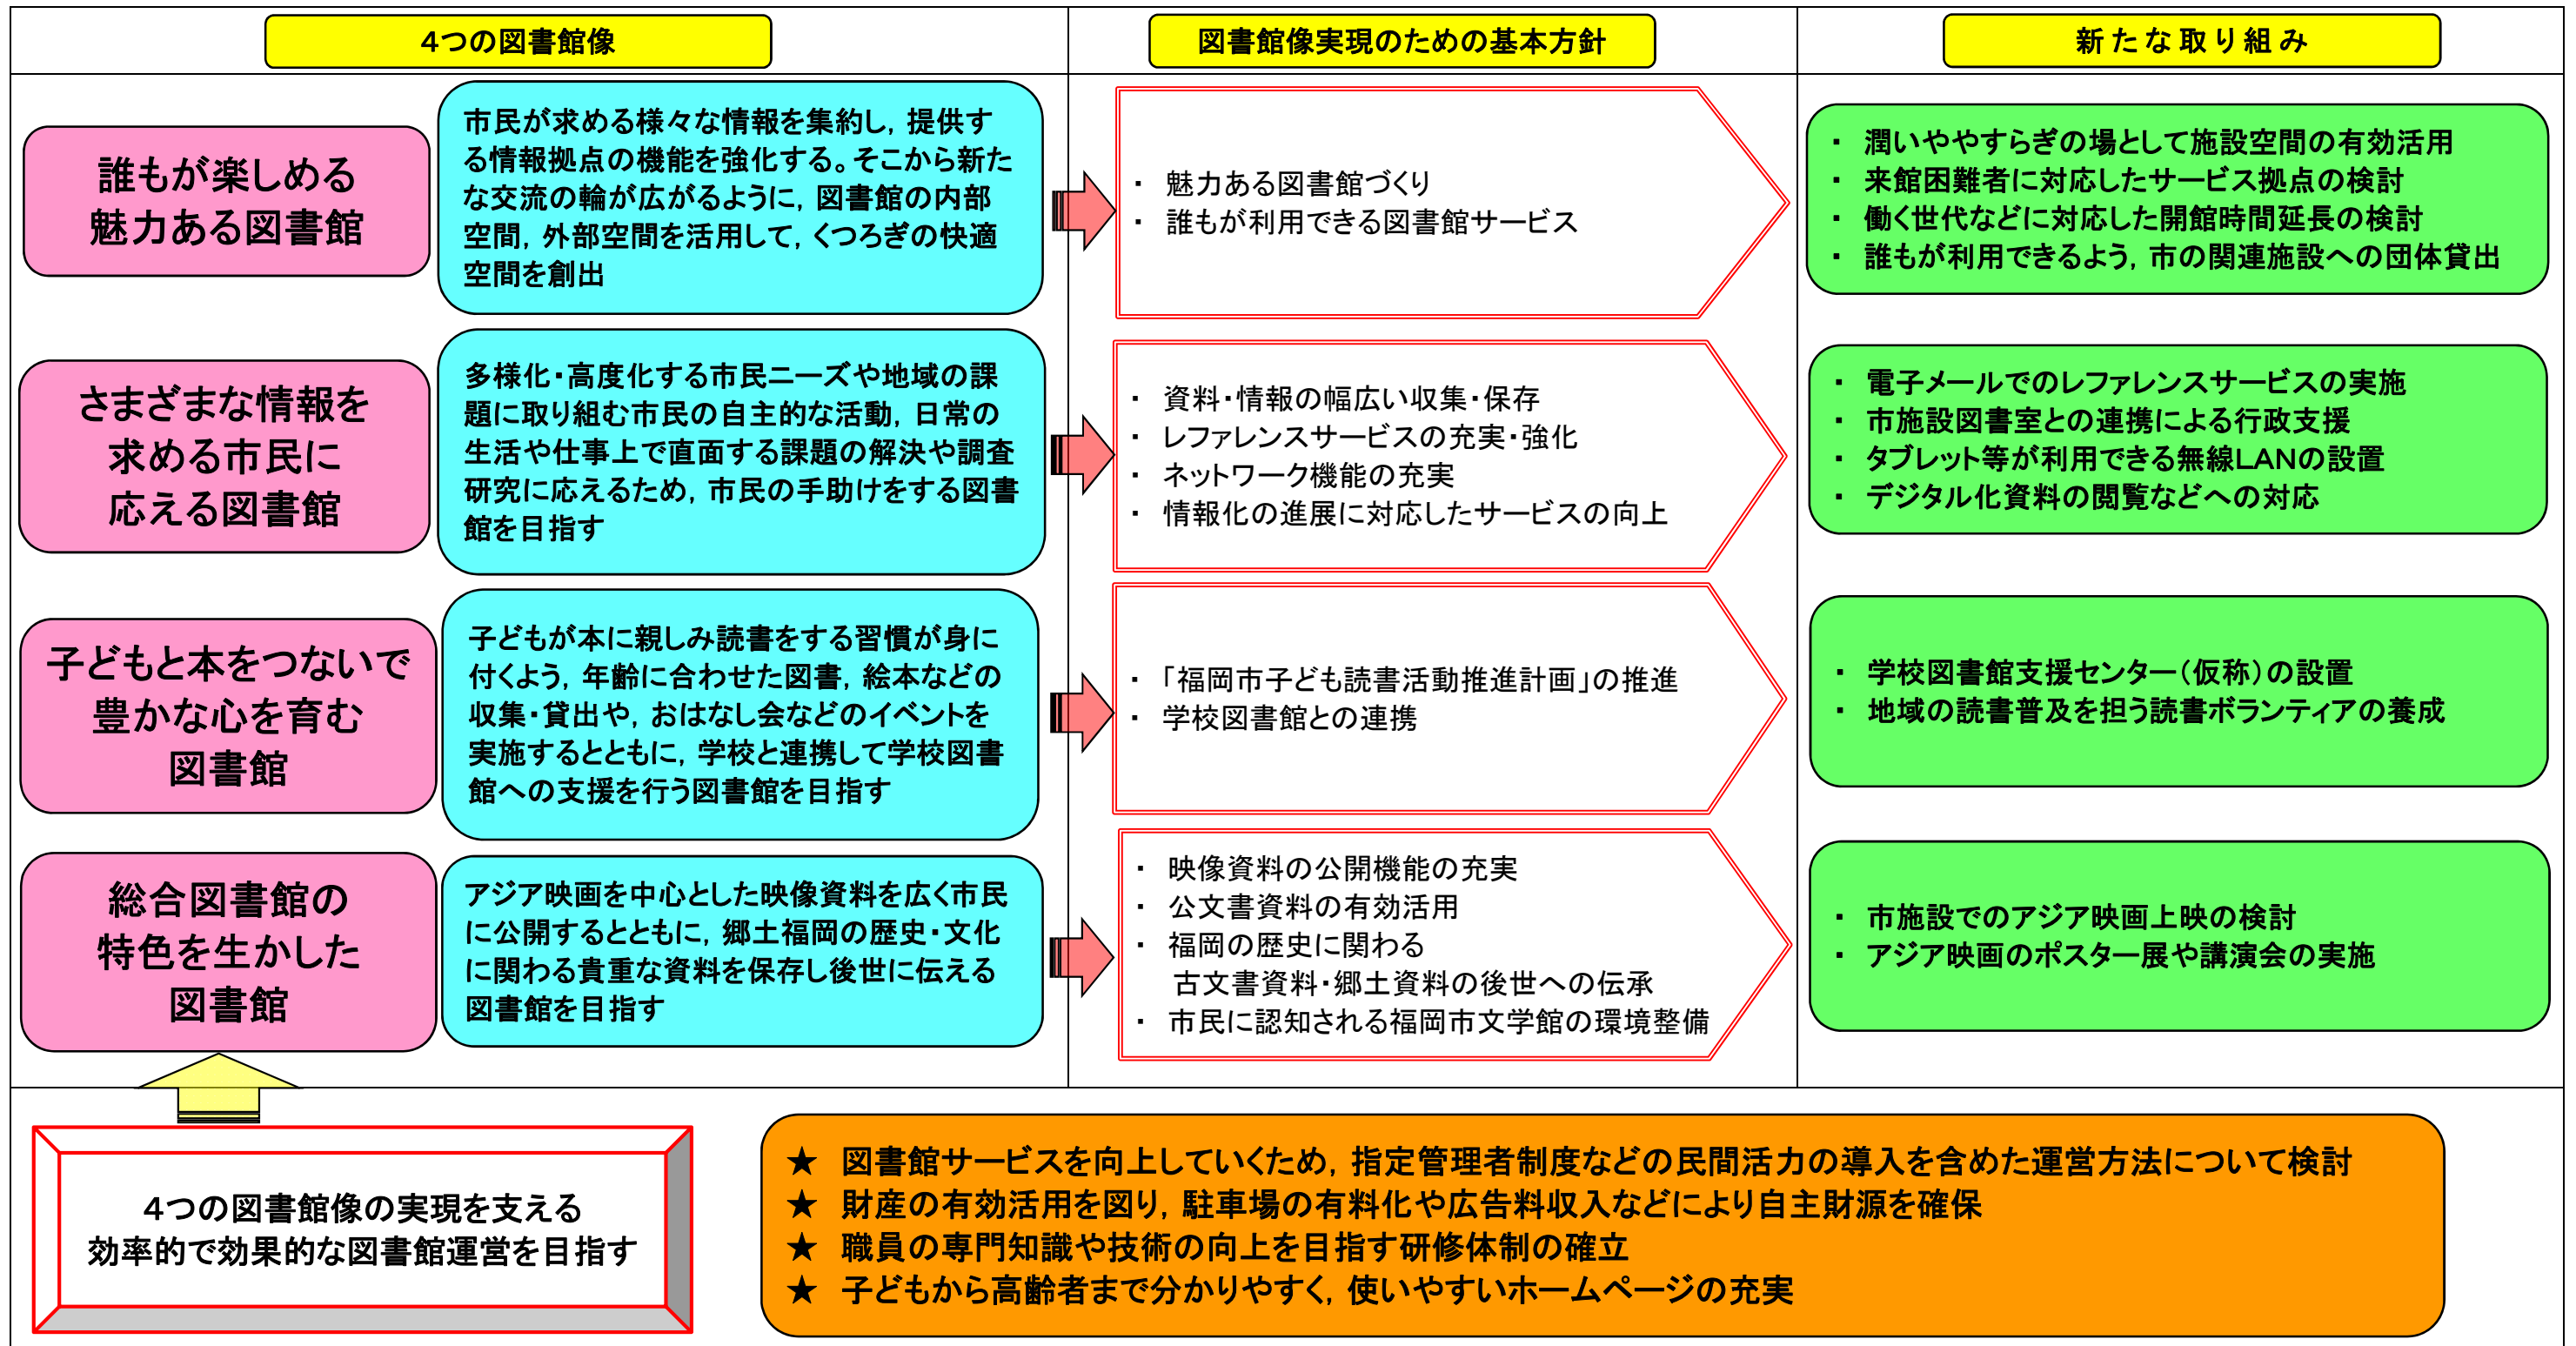 4つの図書館像
図書館像実現のための基本方針
新たな取り組み
誰もが楽しめる
魅力ある図書館
市民が求める様々な情報を集約し，提供す
る情報拠点の機能を強化する。そこから新た
な交流の輪が広がるように，図書館の内部
空間，外部空間を活用して，くつろぎの快適
空間を創出
・ 魅力ある図書館づくり
・ 誰もが利用できる図書館サービス
・ 潤いややすらぎの場として施設空間の有効活用
・ 来館困難者に対応したサービス拠点の検討
・ 働く世代などに対応した開館時間延長の検討
・ 誰もが利用できるよう，市の関連施設への団体貸出
さまざまな情報を
求める市民に
応える図書館
多様化・高度化する市民ニーズや地域の課
題に取り組む市民の自主的な活動，日常の
生活や仕事上で直面する課題の解決や調査
研究に応えるため，市民の手助けをする図書
館を目指す
・ 資料・情報の幅広い収集・保存
・ レファレンスサービスの充実・強化
・ ネットワーク機能の充実
・ 情報化の進展に対応したサービスの向上
・ 電子メールでのレファレンスサービスの実施
・ 市施設図書室との連携による行政支援
・ タブレット等が利用できる無線LANの設置
・ デジタル化資料の閲覧などへの対応
子どもと本をつないで
豊かな心を育む
図書館
子どもが本に親しみ読書をする習慣が身に
付くよう，年齢に合わせた図書，絵本などの
収集・貸出や，おはなし会などのイベントを
実施するとともに，学校と連携して学校図書
館への支援を行う図書館を目指す
・ 「福岡市子ども読書活動推進計画」の推進
・ 学校図書館との連携
・ 学校図書館支援センター（仮称）の設置
・ 地域の読書普及を担う読書ボランティアの養成
総合図書館の
特色を生かした
図書館
アジア映画を中心とした映像資料を広く市民
に公開するとともに，郷土福岡の歴史・文化
に関わる貴重な資料を保存し後世に伝える
図書館を目指す
・ 映像資料の公開機能の充実
・ 公文書資料の有効活用
・ 福岡の歴史に関わる
古文書資料・郷土資料の後世への伝承
・ 市民に認知される福岡市文学館の環境整備
・ 市施設でのアジア映画上映の検討
・ アジア映画のポスター展や講演会の実施
4つの図書館像の実現を支える
効率的で効果的な図書館運営を目指す
★ 図書館サービスを向上していくため，指定管理者制度などの民間活力の導入を含めた運営方法について検討
★ 財産の有効活用を図り，駐車場の有料化や広告料収入などにより自主財源を確保
★ 職員の専門知識や技術の向上を目指す研修体制の確立
★ 子どもから高齢者まで分かりやすく，使いやすいホームページの充実